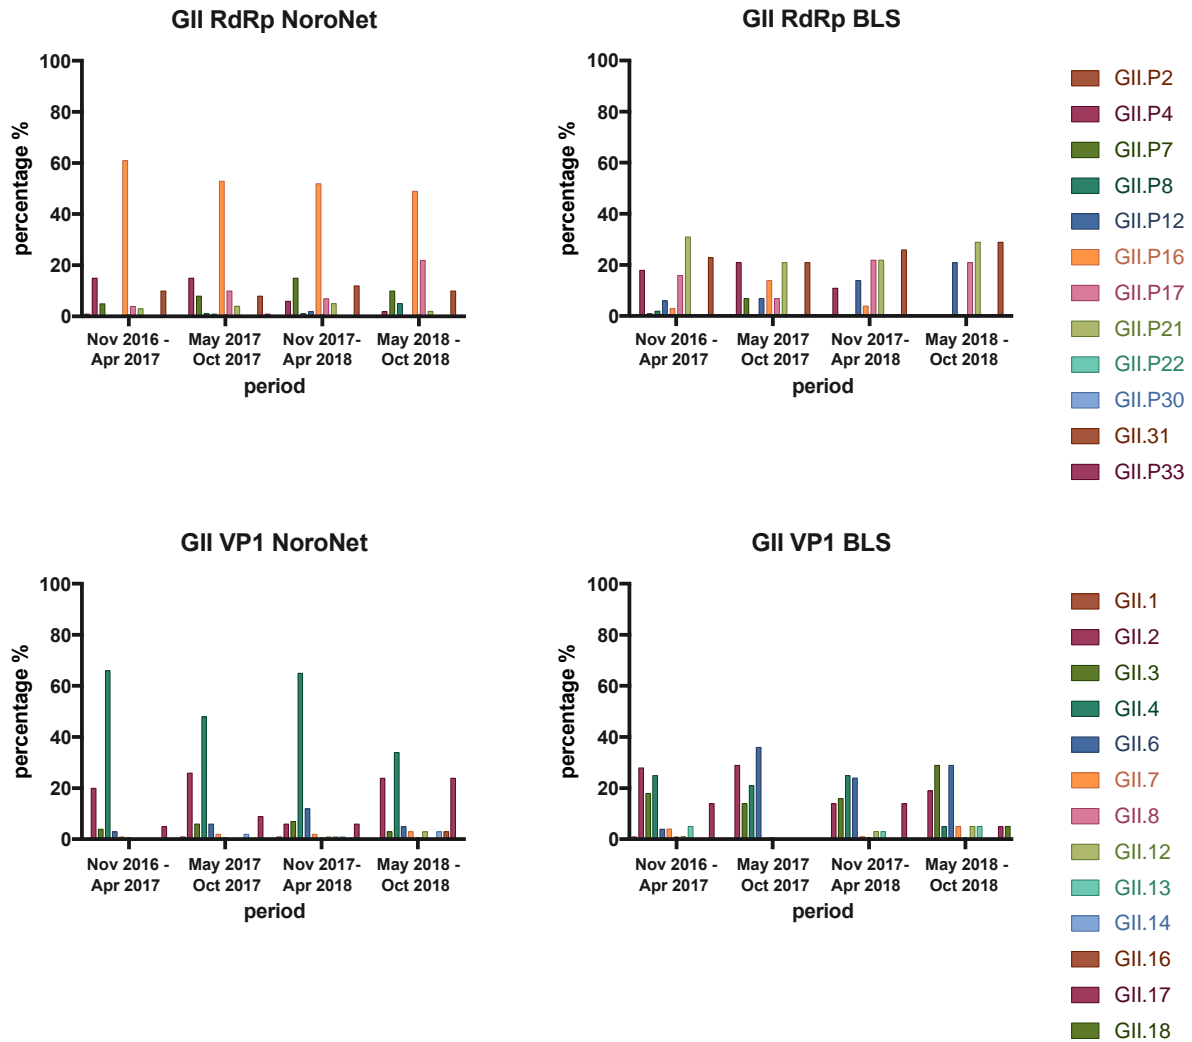 GII RdRp NoroNet
percentage %
100
80
60
40
20
0
Nov 2016 -
Apr 2017
May 2017
Oct 2017
Nov 2017-
Apr 2018
May 2018 -
Oct 2018
period
GII RdRp BLS
percentage %
100
80
60
40
20
0
Nov 2016 -
Apr 2017
May 2017
Oct 2017
Nov 2017-
Apr 2018
May 2018 -
Oct 2018
period
GII.P2
GII.P4
GII.P7
GII.P8
GII.P12
GII.P16
GII.P17
GII.P21
GII.P22
GII.P30
GII.31
GII.P33
GII VP1 NoroNet
percentage %
100
80
60
40
20
0
Nov 2016 -
Apr 2017
May 2017
Oct 2017
Nov 2017-
Apr 2018
May 2018 -
Oct 2018
period
GII VP1 BLS
percentage %
100
80
60
40
20
0
Nov 2016 -
Apr 2017
May 2017
Oct 2017
Nov 2017-
Apr 2018
May 2018 -
Oct 2018
period
GII.1
GII.2
GII.3
GII.4
GII.6
GII.7
GII.8
GII.12
GII.13
GII.14
GII.16
GII.17
GII.18